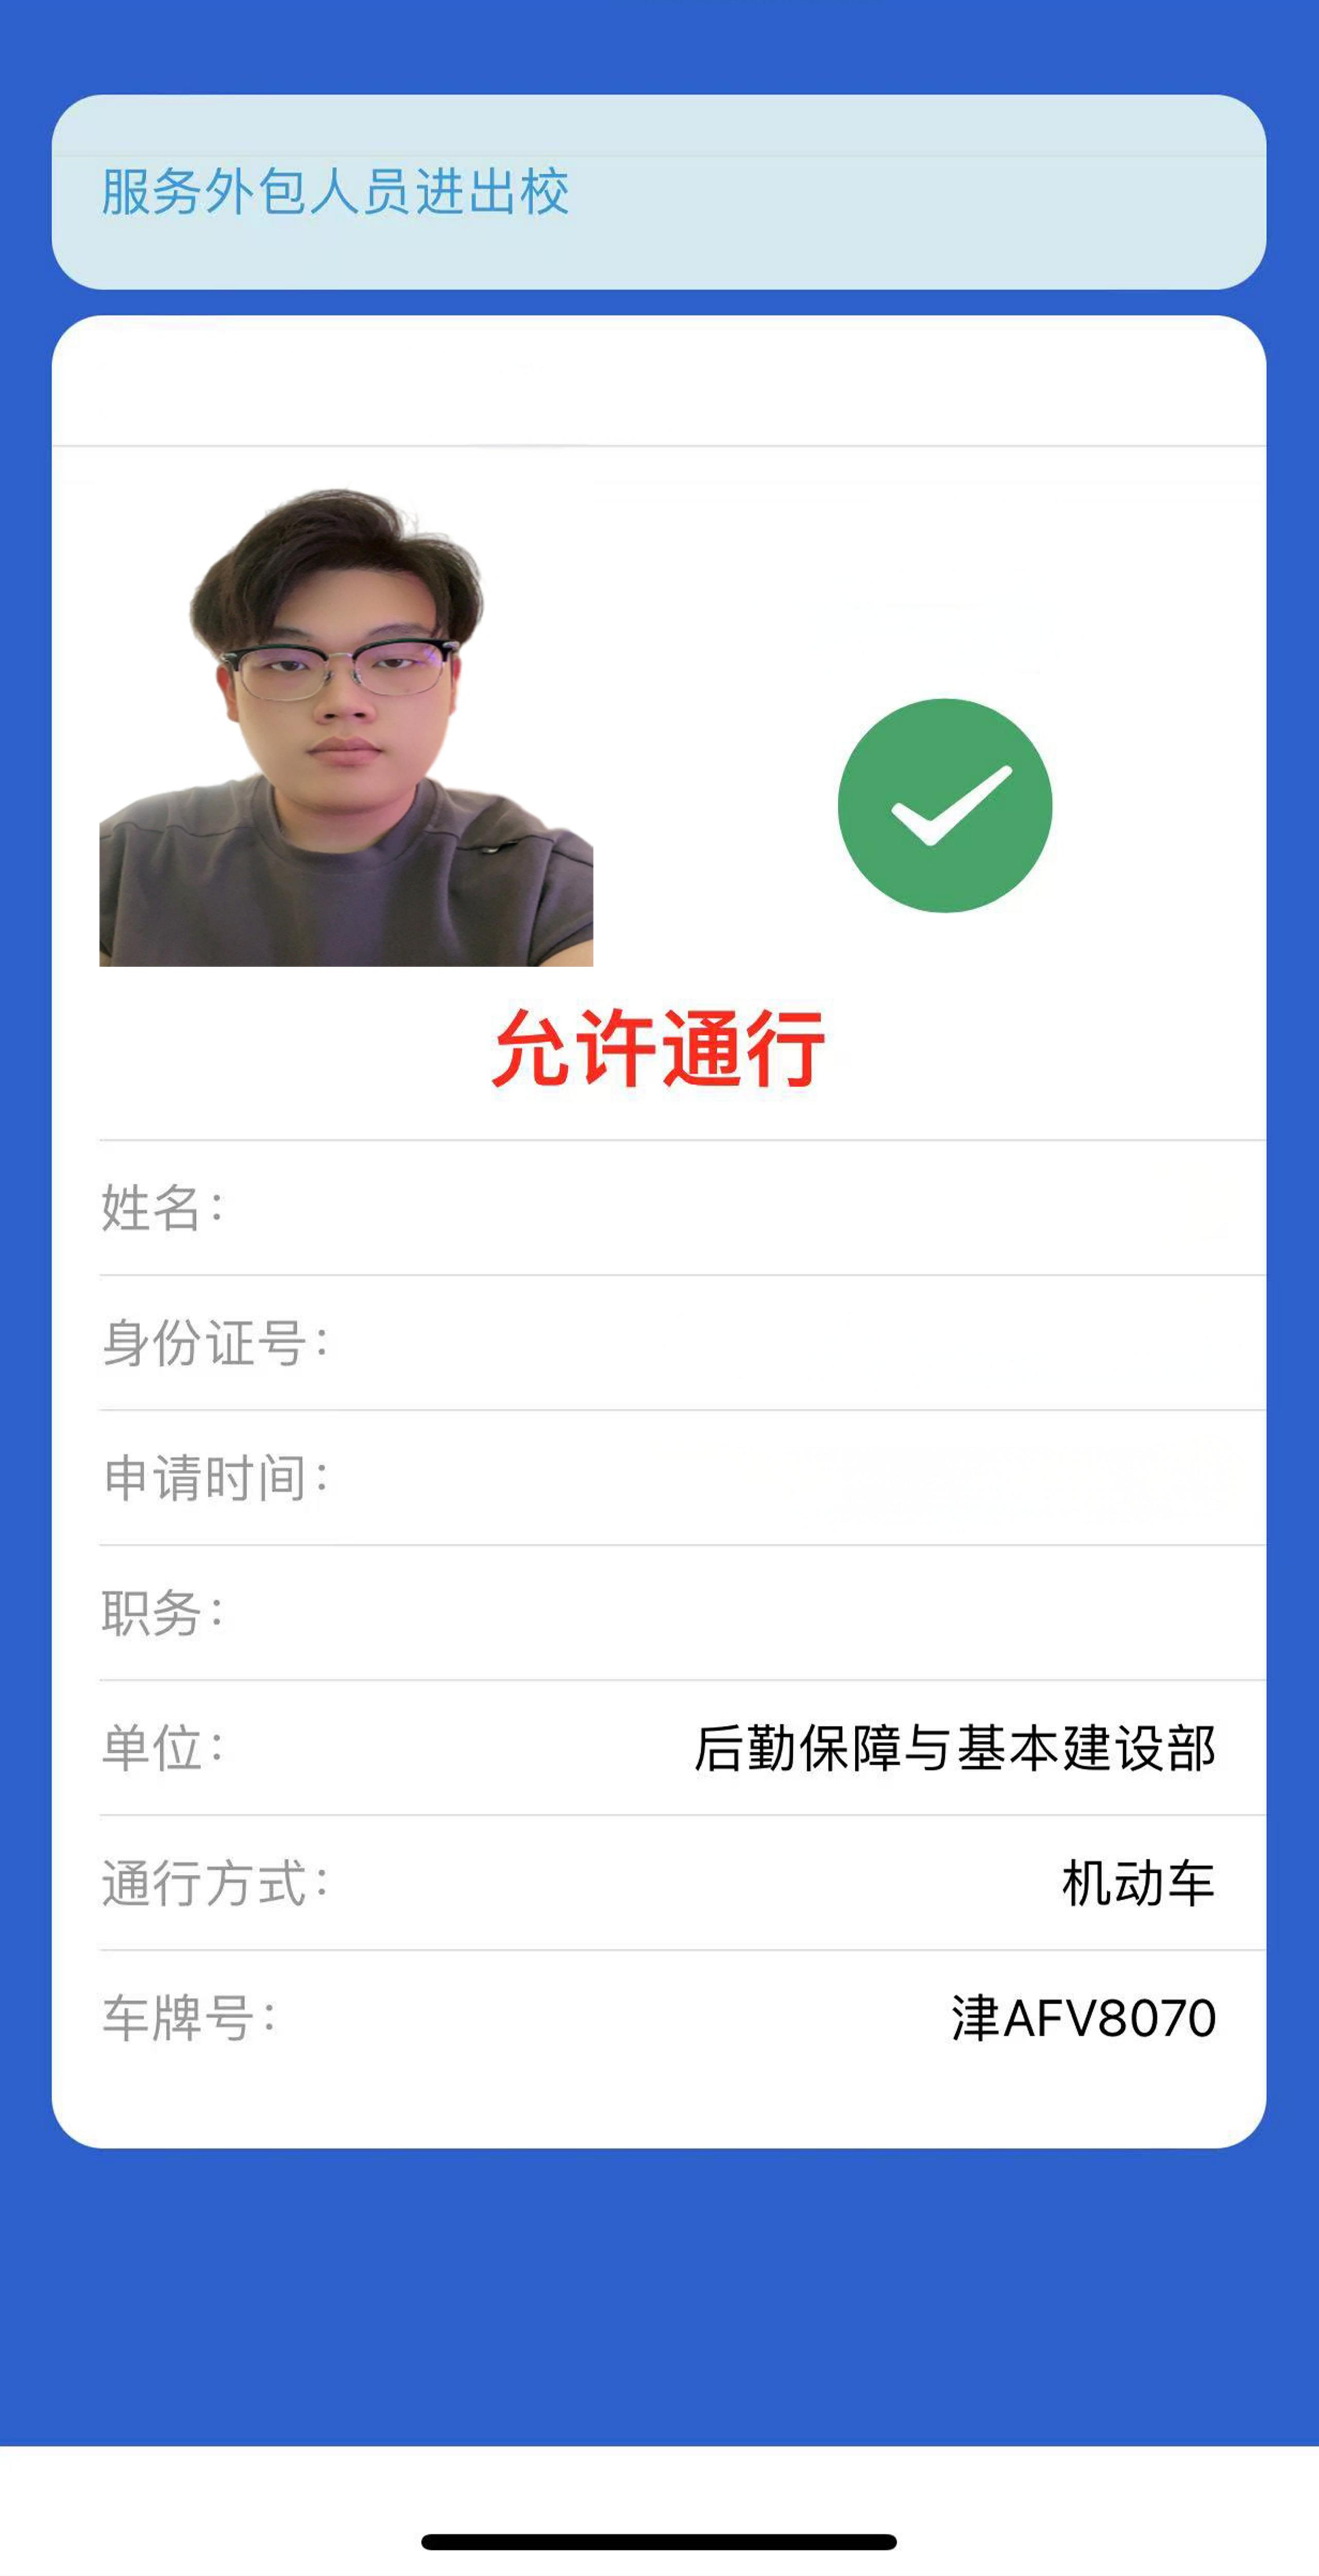 服务外包人员进出校
允许通行
姓名：
身份证号：
申请时间：
职务：
单位： 后勤保障与基本建设部
通行方式： 机动车
车牌号： 津AFV8070